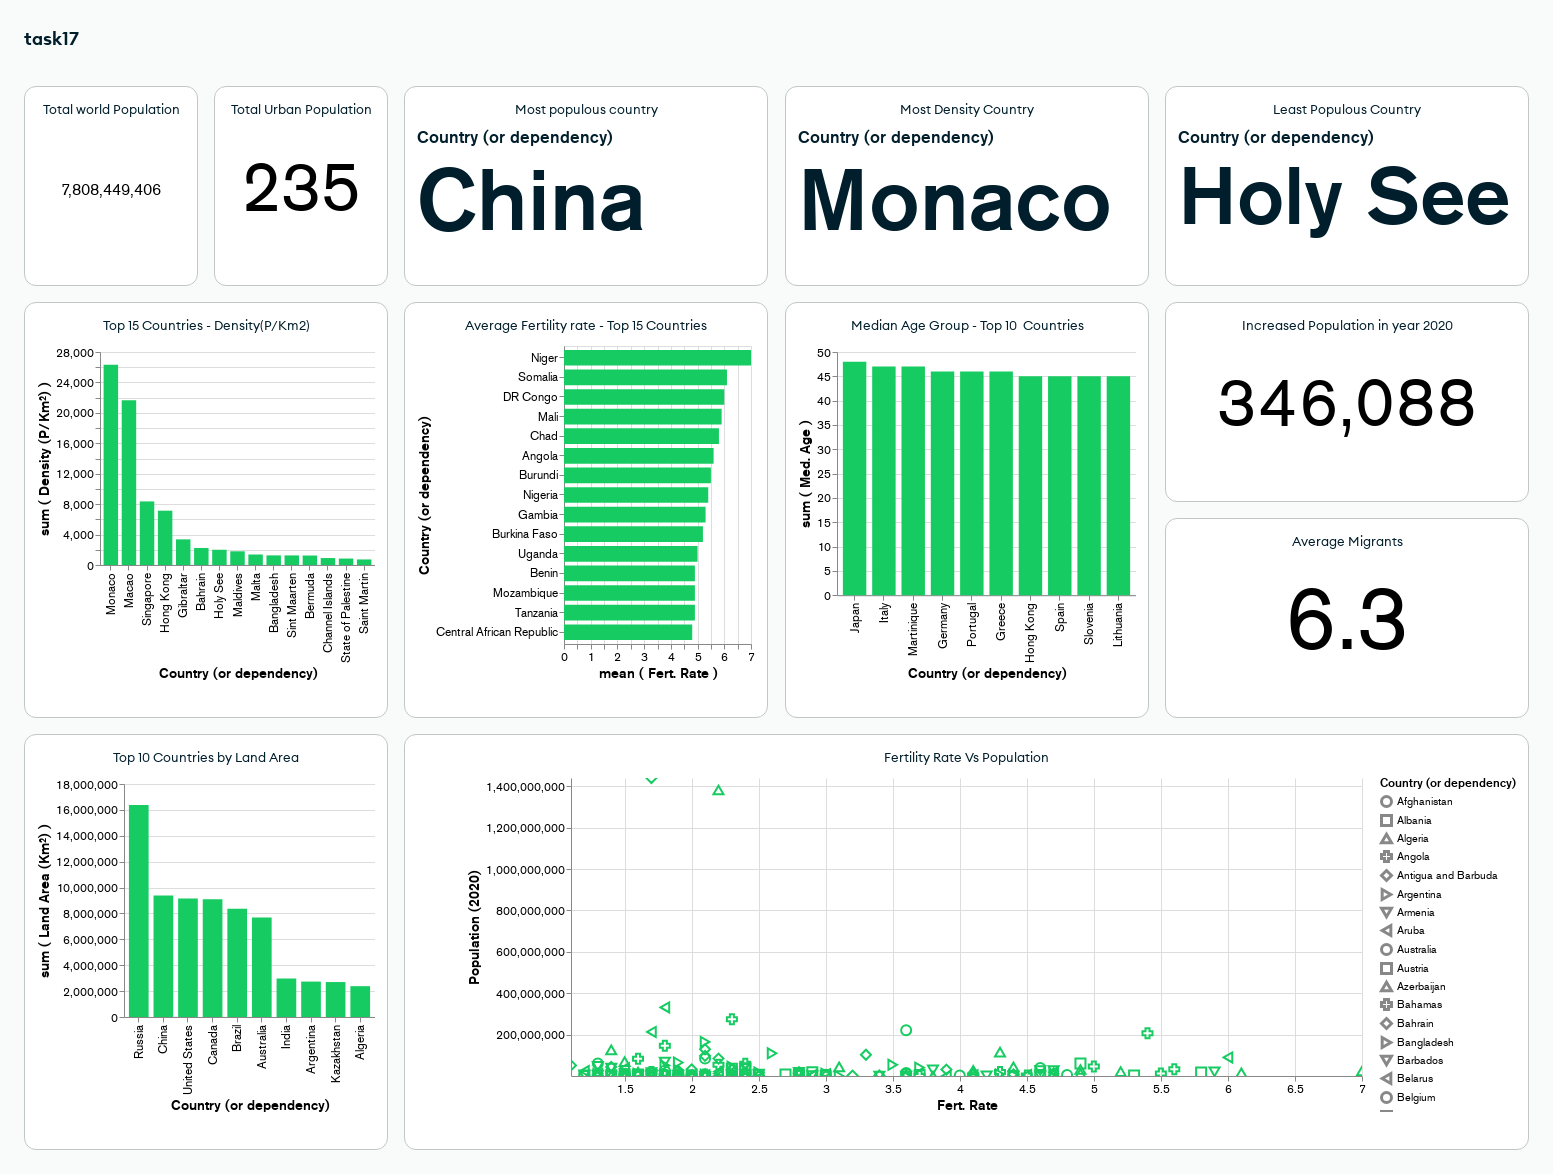 task17
Total world Population
7,808,449,406
Total Urban Population
235
Most populous country
Country (or dependency)
China
Most Density Country
Country (or dependency)
Monaco
Least Populous Country
Country (or dependency)
Holy See
Top 15 Countries - Density(P/Km2)
sum ( Density (P/Km²) )
28,000
24,000
20,000
16,000
12,000
8,000
4,000
0
Monaco
Macao
Singapore
Hong Kong
Gibraltar
Bahrain
Holy See
Maldives
Malta
Bangladesh
Sint Maarten
Bermuda
Channel Islands
State of Palestine
Saint Martin
Country (or dependency)
Average Fertility rate - Top 15 Countries
Country (or dependency)
Niger
Somalia
DR Congo
Mali
Chad
Angola
Burundi
Nigeria
Gambia
Burkina Faso
Uganda
Benin
Mozambique
Tanzania
Central African Republic
0 1 2 3 4 5 6 7
mean ( Fert. Rate )
Median Age Group - Top 10 Countries
sum ( Med. Age )
50
45
40
35
30
25
20
15
10
5
0
Japan
Italy
Martinique
Germany
Portugal
Greece
Hong Kong
Spain
Slovenia
Lithuania
Country (or dependency)
Increased Population in year 2020
346,088
Average Migrants
6.3
Top 10 Countries by Land Area
sum ( Land Area (Km²) )
18,000,000
16,000,000
14,000,000
12,000,000
10,000,000
8,000,000
6,000,000
4,000,000
2,000,000
0
Russia
China
United States
Canada
Brazil
Australia
India
Argentina
Kazakhstan
Algeria
Country (or dependency)
Fertility Rate Vs Population
Population (2020)
1,400,000,000
1,200,000,000
1,000,000,000
800,000,000
600,000,000
400,000,000
200,000,000
1.5 2 2.5 3 3.5 4 4.5 5 5.5 6 6.5 7
Fert. Rate
Country (or dependency)
Afghanistan
Albania
Algeria
Angola
Antigua and Barbuda
Argentina
Armenia
Aruba
Australia
Austria
Azerbaijan
Bahamas
Bahrain
Bangladesh
Barbados
Belarus
Belgium